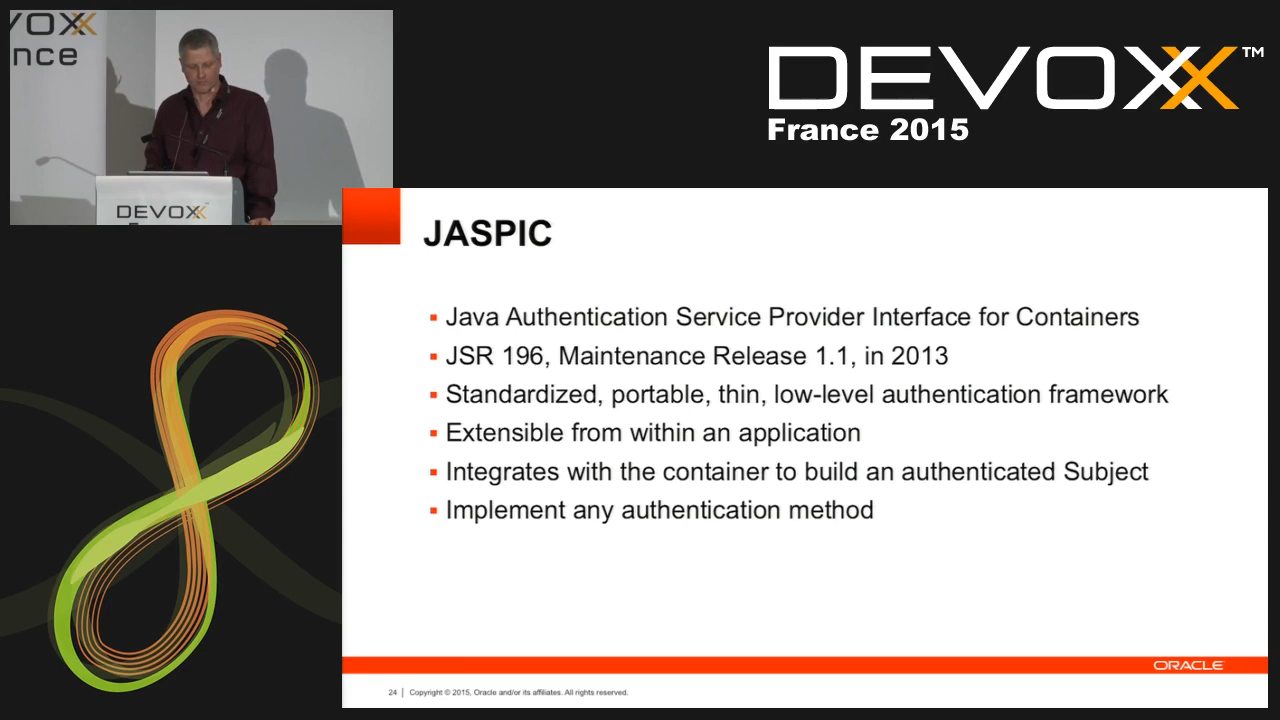 VOXX
nce
DEVOXX
DEVOXX™
France 2015
JASPIC
▪ Java Authentication Service Provider Interface for Containers
▪ JSR 196, Maintenance Release 1.1, in 2013
▪ Standardized, portable, thin, low-level authentication framework
▪ Extensible from within an application
▪ Integrates with the container to build an authenticated Subject
▪ Implement any authentication method
ORACLE
24 | Copyright © 2015, Oracle and/or its affiliates. All rights reserved.